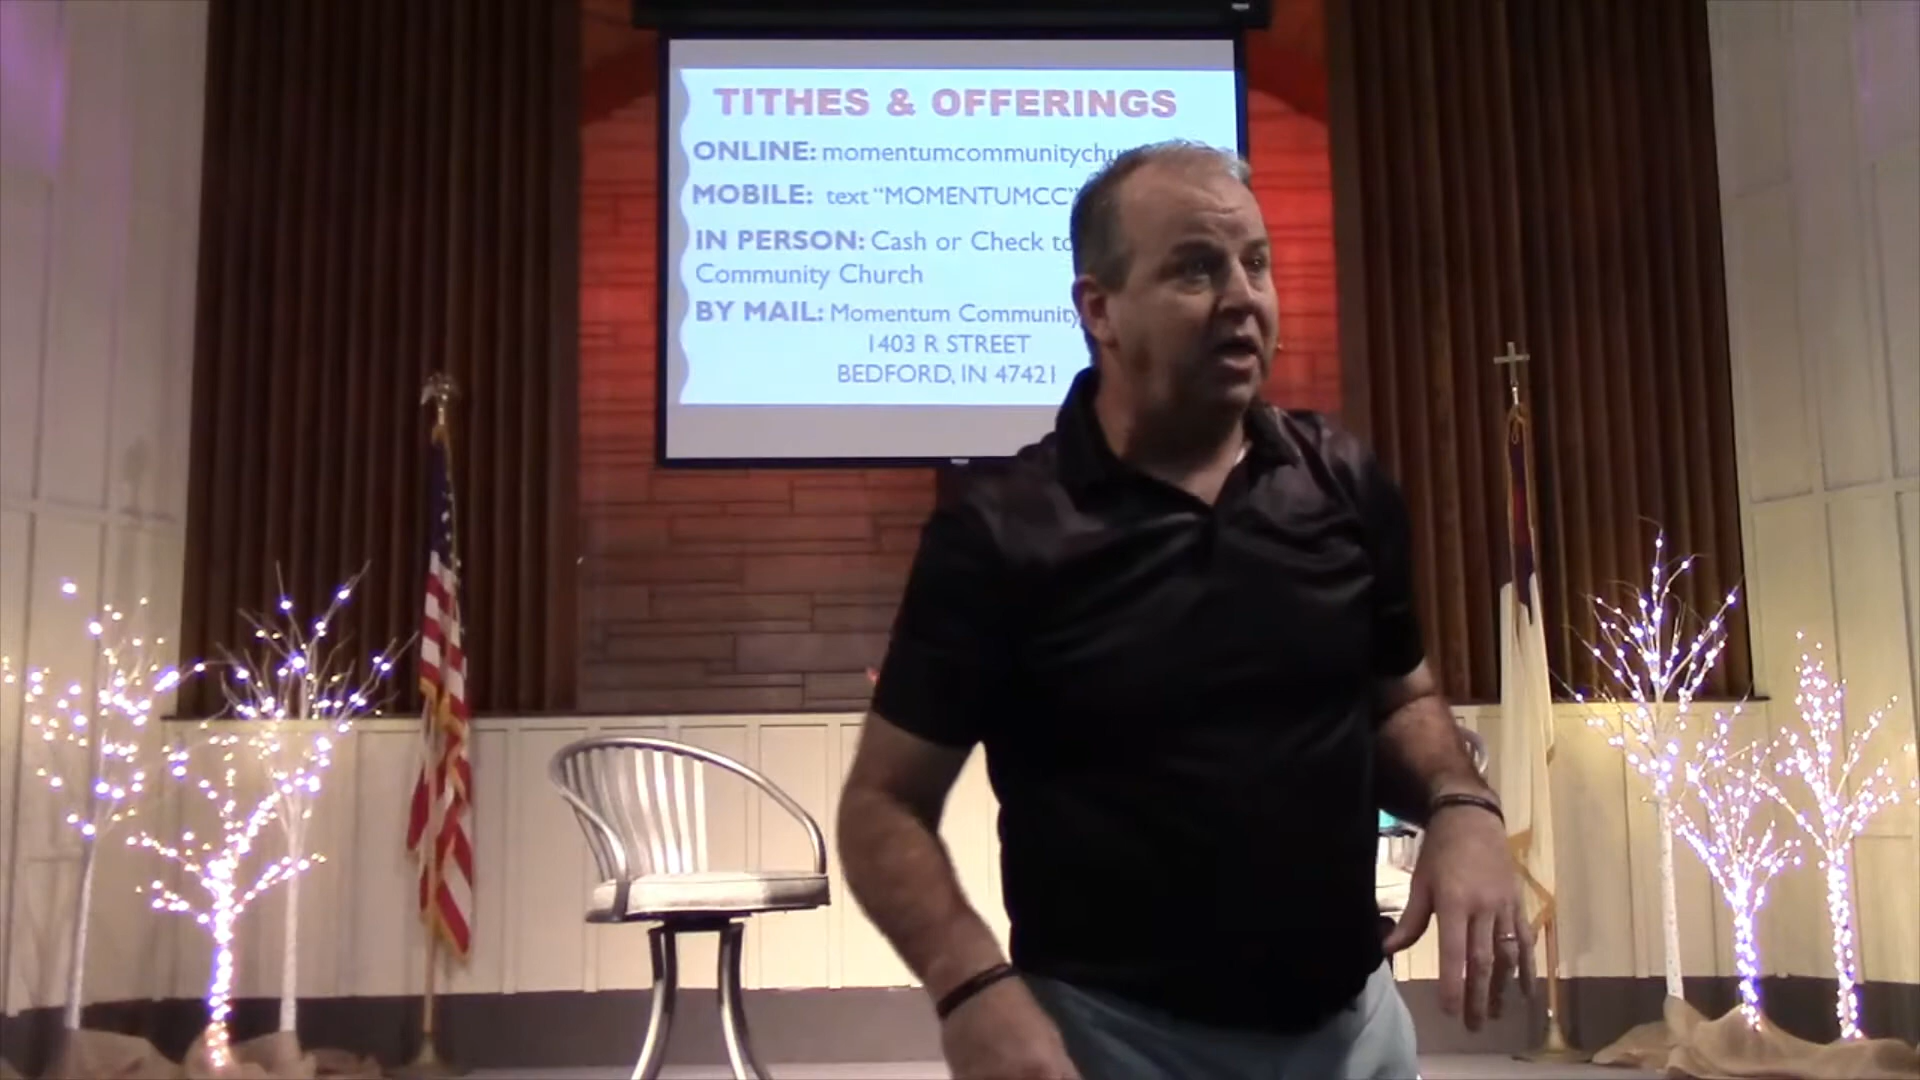 TITHES & OFFERINGS
ONLINE: momentumcommunitychu
MOBILE: text “MOMENTUMCC”
IN PERSON: Cash or Check to
Community Church
BY MAIL: Momentum Community
1403 R STREET
BEDFORD, IN 47421